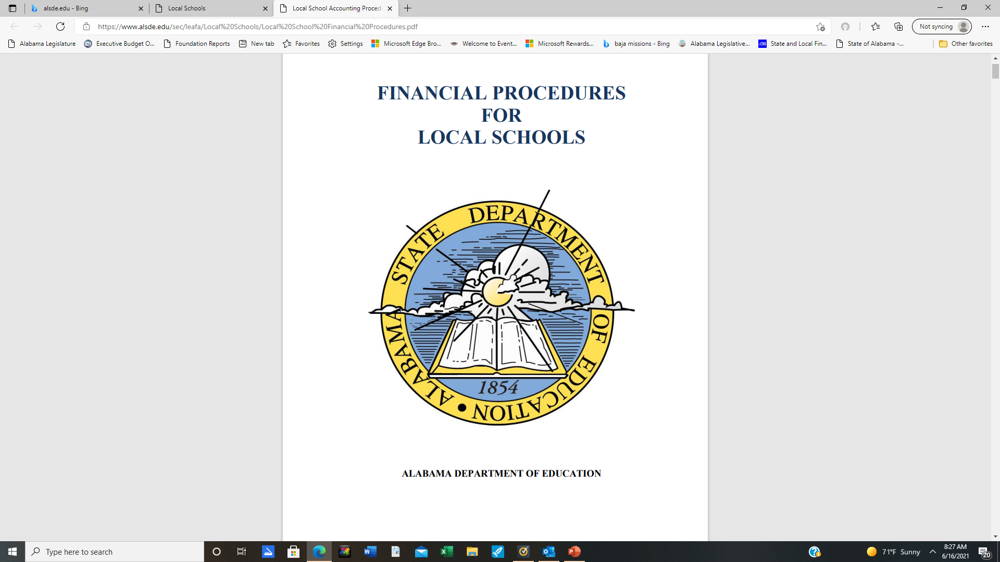 alsde.edu - Bing
Local Schools
Local School Accounting Proced
https://www.alsde.edu/sec/leafa/Local%20Schools/Local%20School%20Financial%20Procedures.pdf
Not syncing
Alabama Legislature
Executive Budget O...
Foundation Reports
New tab
Favorites
Settings
Microsoft Edge Bro...
Welcome to Event...
Microsoft Rewards...
baja missions - Bing
Alabama Legislative...
CRS
State and Local Fin...
State of Alabama -...
Other favorites
FINANCIAL PROCEDURES
FOR
LOCAL SCHOOLS
ALABAMA STATE DEPARTMENT OF EDUCATION •
1854
ALABAMA DEPARTMENT OF EDUCATION
Type here to search
71°F Sunny
8:27 AM
6/16/2021
20